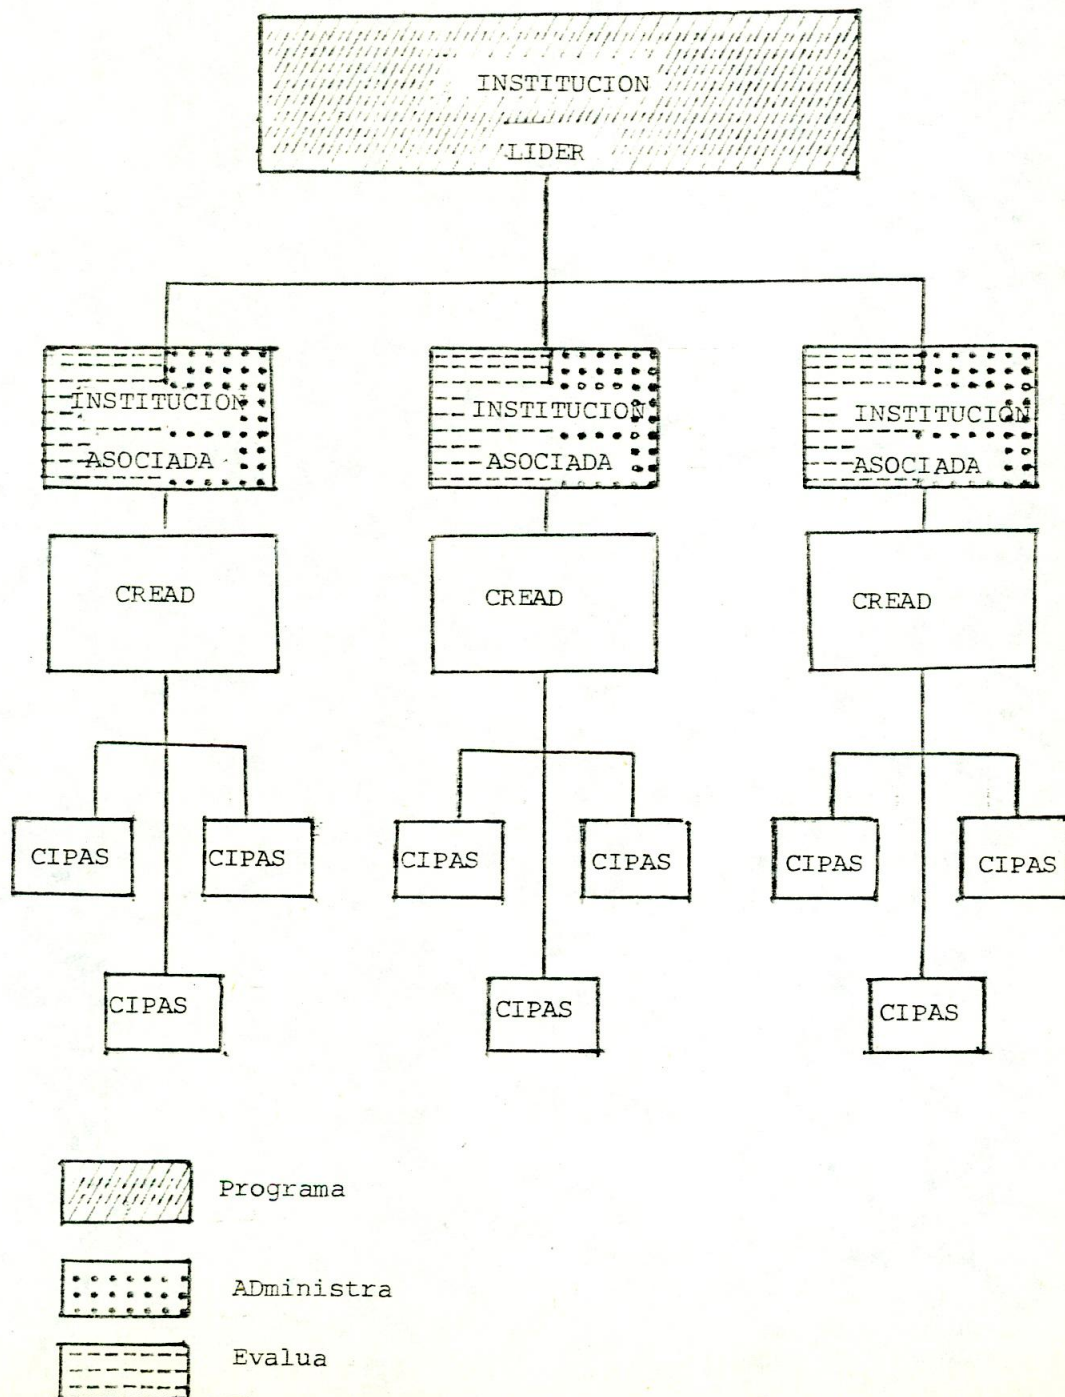 INSTITUCION
LIDER
INSTITUCION
ASOCIADA
INSTITUCION
ASOCIADA
INSTITUCION
ASOCIADA
CREAD
CREAD
CREAD
CIPAS
CIPAS
CIPAS
CIPAS
CIPAS
CIPAS
CIPAS
CIPAS
CIPAS
Programa
ADministra
Evalua